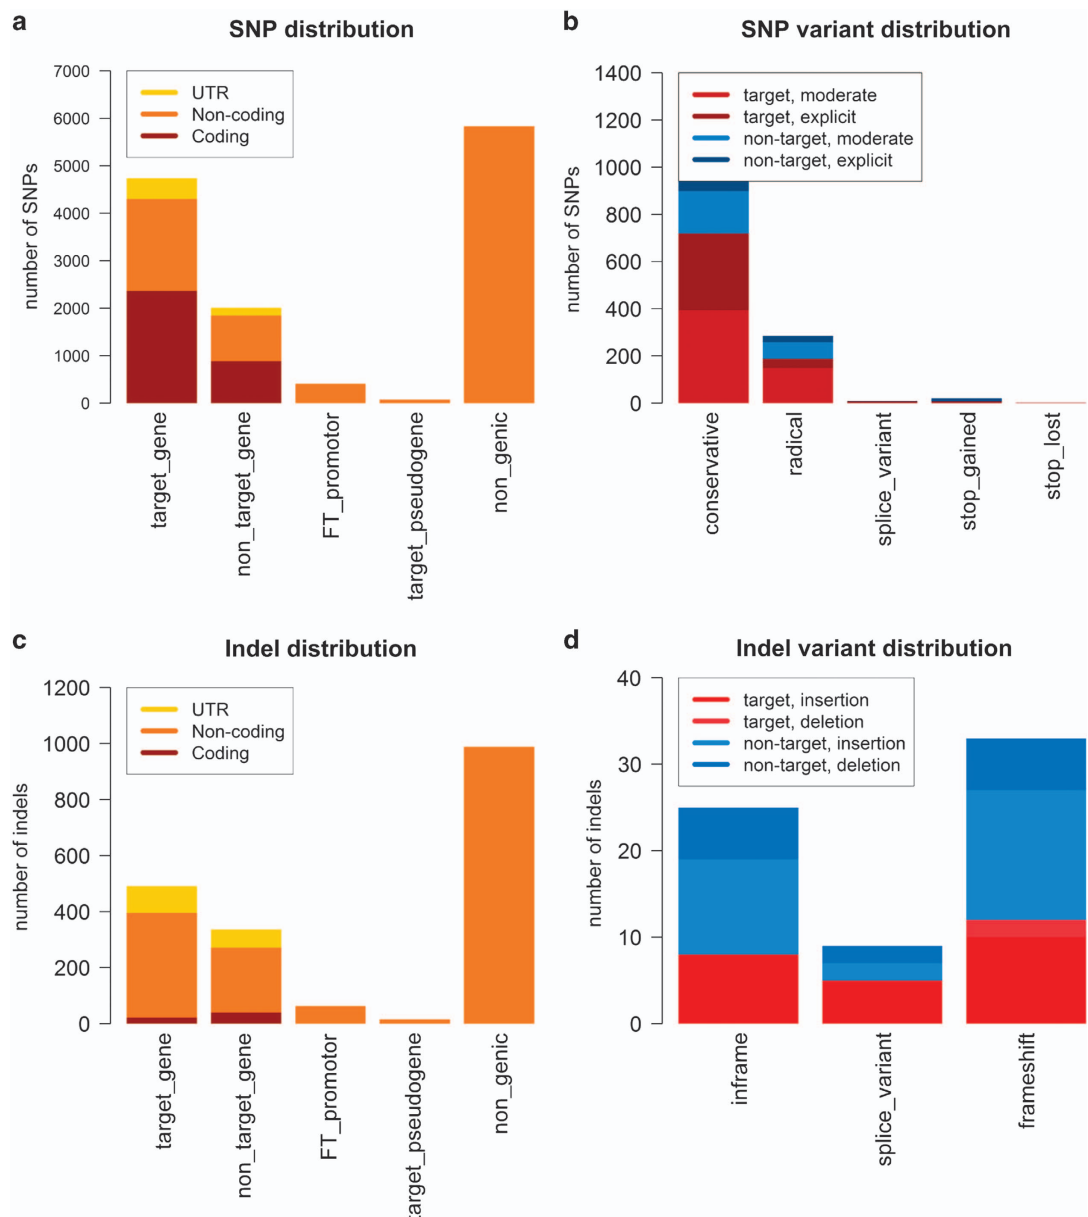 a
SNP distribution
7000
6000
5000
4000
3000
2000
1000
0
number of SNPs
UTR
Non-coding
Coding
target_gene
non_target_gene
FT_promotor
target_pseudogene
non_genic
b
SNP variant distribution
1400
1200
1000
800
600
400
200
0
number of SNPs
target, moderate
target, explicit
non-target, moderate
non-target, explicit
conservative
radical
splice_variant
stop_gained
stop_lost
c
Indel distribution
1200
1000
800
600
400
200
0
number of indels
UTR
Non-coding
Coding
target_gene
non_target_gene
FT_promotor
target_pseudogene
non_genic
d
Indel variant distribution
40
30
20
10
0
number of indels
target, insertion
target, deletion
non-target, insertion
non-target, deletion
inframe
splice_variant
frameshift